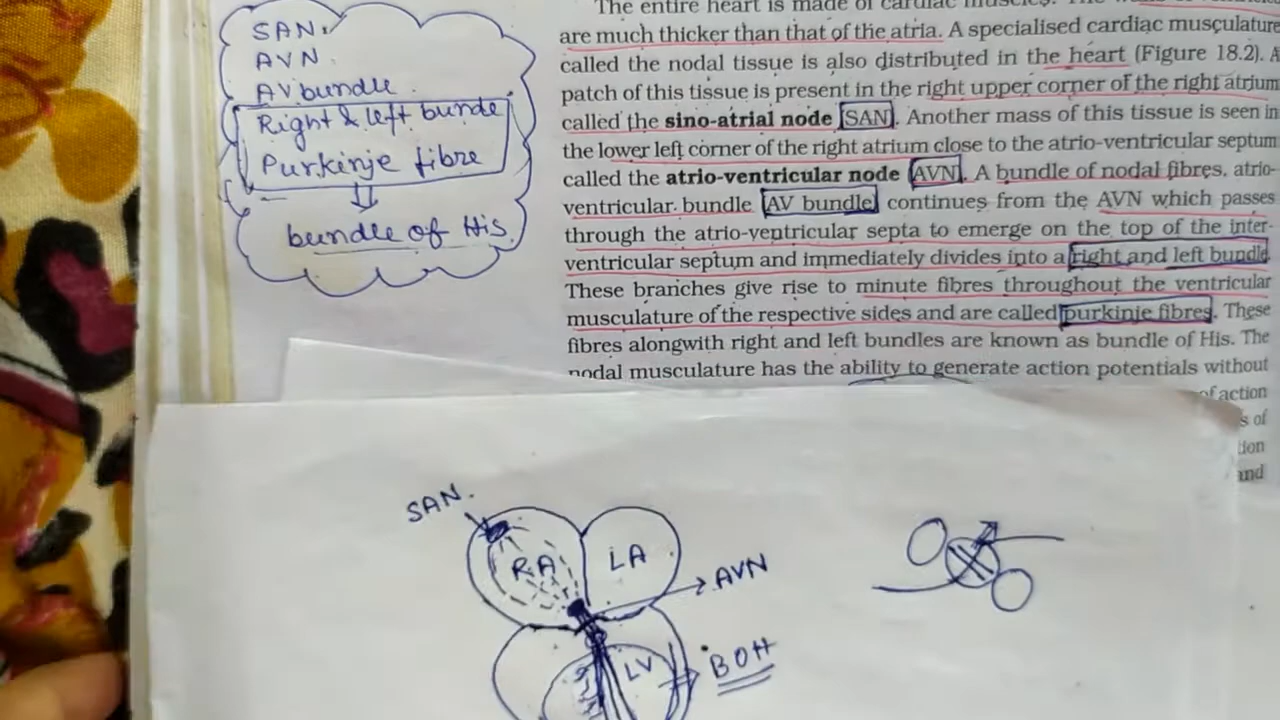 SAN.
AVN
AV bundle
Right & left bunde
Purkinje fibre
bundle of His
The entire heart is made of cardiac muscles. The
are much thicker than that of the atria. A specialised cardiac musculature
called the nodal tissue is also distributed in the heart (Figure 18.2). A
patch of this tissue is present in the right upper corner of the right atrium
called the sino-atrial node (SAN). Another mass of this tissue is seen in
the lower left corner of the right atrium close to the atrio-ventricular septum
called the atrio-ventricular node (AVN). A bundle of nodal fibres, atrio-
ventricular bundle (AV bundle) continues from the AVN which passes
through the atrio-ventricular septa to emerge on the top of the inter-
ventricular septum and immediately divides into a right and left bundle.
These branches give rise to minute fibres throughout the ventricular
musculature of the respective sides and are called purkinje fibres. These
fibres alongwith right and left bundles are known as bundle of His. The
nodal musculature has the ability to generate action potentials without
of action
s of
and
SAN.
RA
LA
AVN
LV
BOH